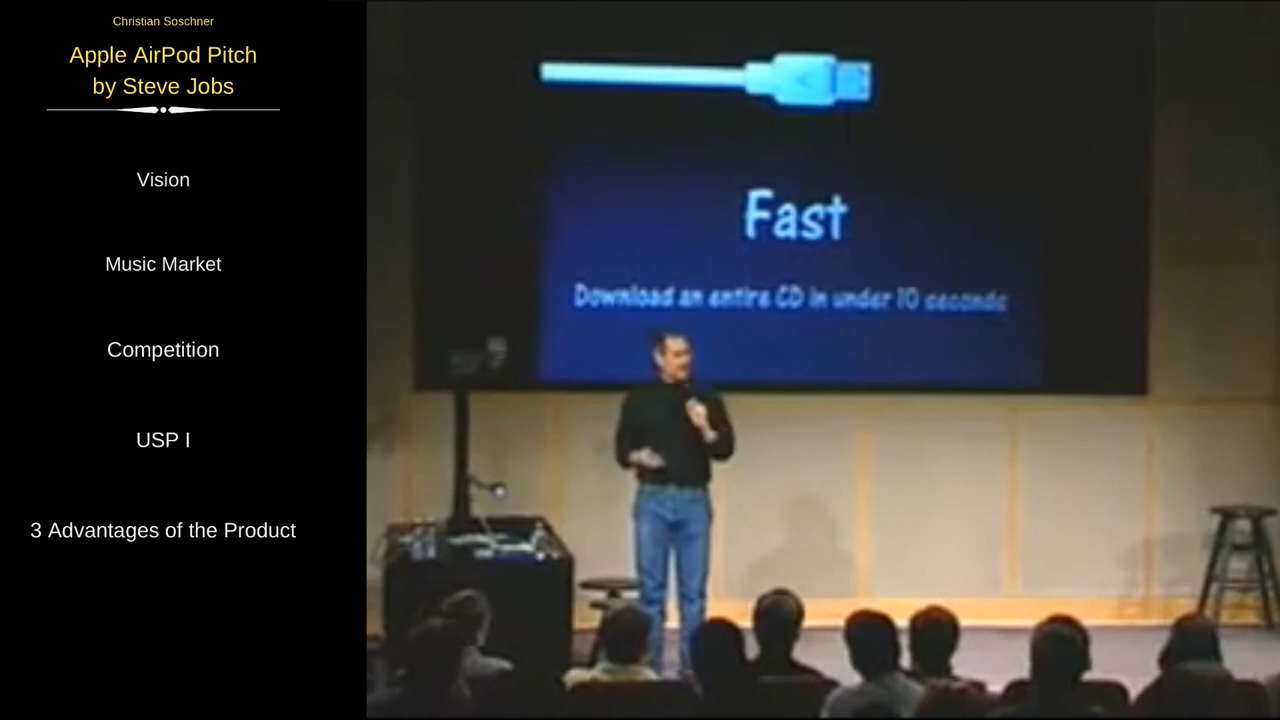 Christian Soschner
Apple AirPod Pitch
by Steve Jobs
Vision
Music Market
Competition
USP I
3 Advantages of the Product
Fast
Download an entire CD in under 10 seconds